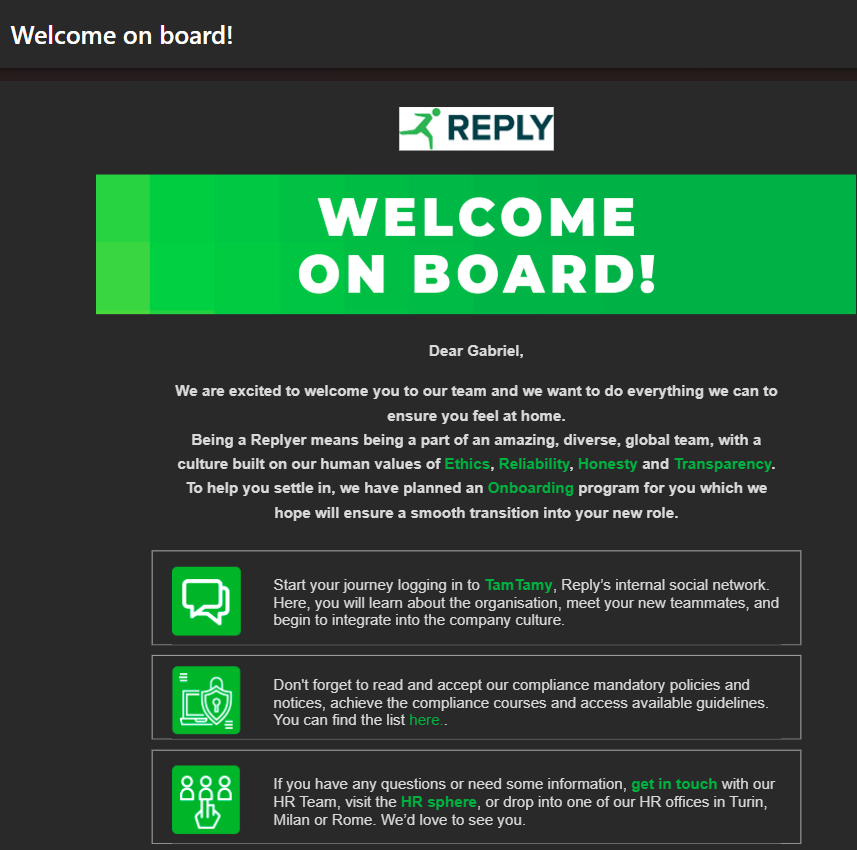 Welcome on board!
REPLY
WELCOME
ON BOARD!
Dear Gabriel,
We are excited to welcome you to our team and we want to do everything we can to
ensure you feel at home.
Being a Replyer means being a part of an amazing, diverse, global team, with a
culture built on our human values of Ethics, Reliability, Honesty and Transparency.
To help you settle in, we have planned an Onboarding program for you which we
hope will ensure a smooth transition into your new role.
Start your journey logging in to TamTamy, Reply's internal social network.
Here, you will learn about the organisation, meet your new teammates, and
begin to integrate into the company culture.
Don't forget to read and accept our compliance mandatory policies and
notices, achieve the compliance courses and access available guidelines.
You can find the list here..
If you have any questions or need some information, get in touch with our
HR Team, visit the HR sphere, or drop into one of our HR offices in Turin,
Milan or Rome. We'd love to see you.